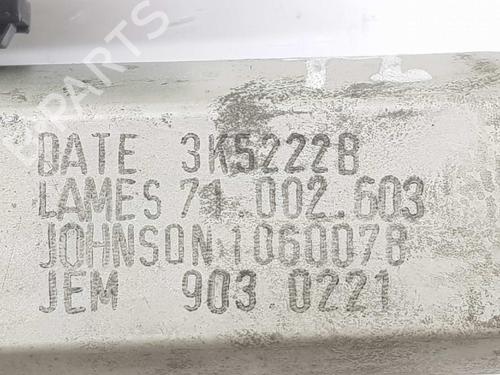 DATE 3K5222B
LAMES 71.002.603
JOHNSON 1060078
JEM 903 0221